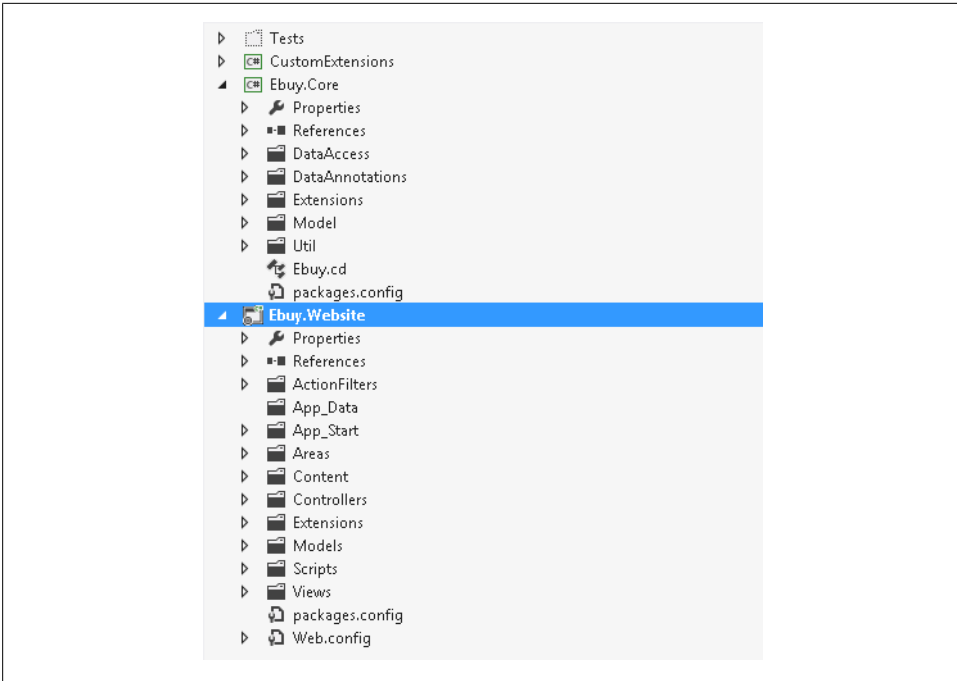 Tests
C# CustomExtensions
C# Ebuy.Core
Properties
References
DataAccess
DataAnnotations
Extensions
Model
Util
Ebuy.cd
packages.config
Ebuy.Website
Properties
References
ActionFilters
App_Data
App_Start
Areas
Content
Controllers
Extensions
Models
Scripts
Views
packages.config
Web.config